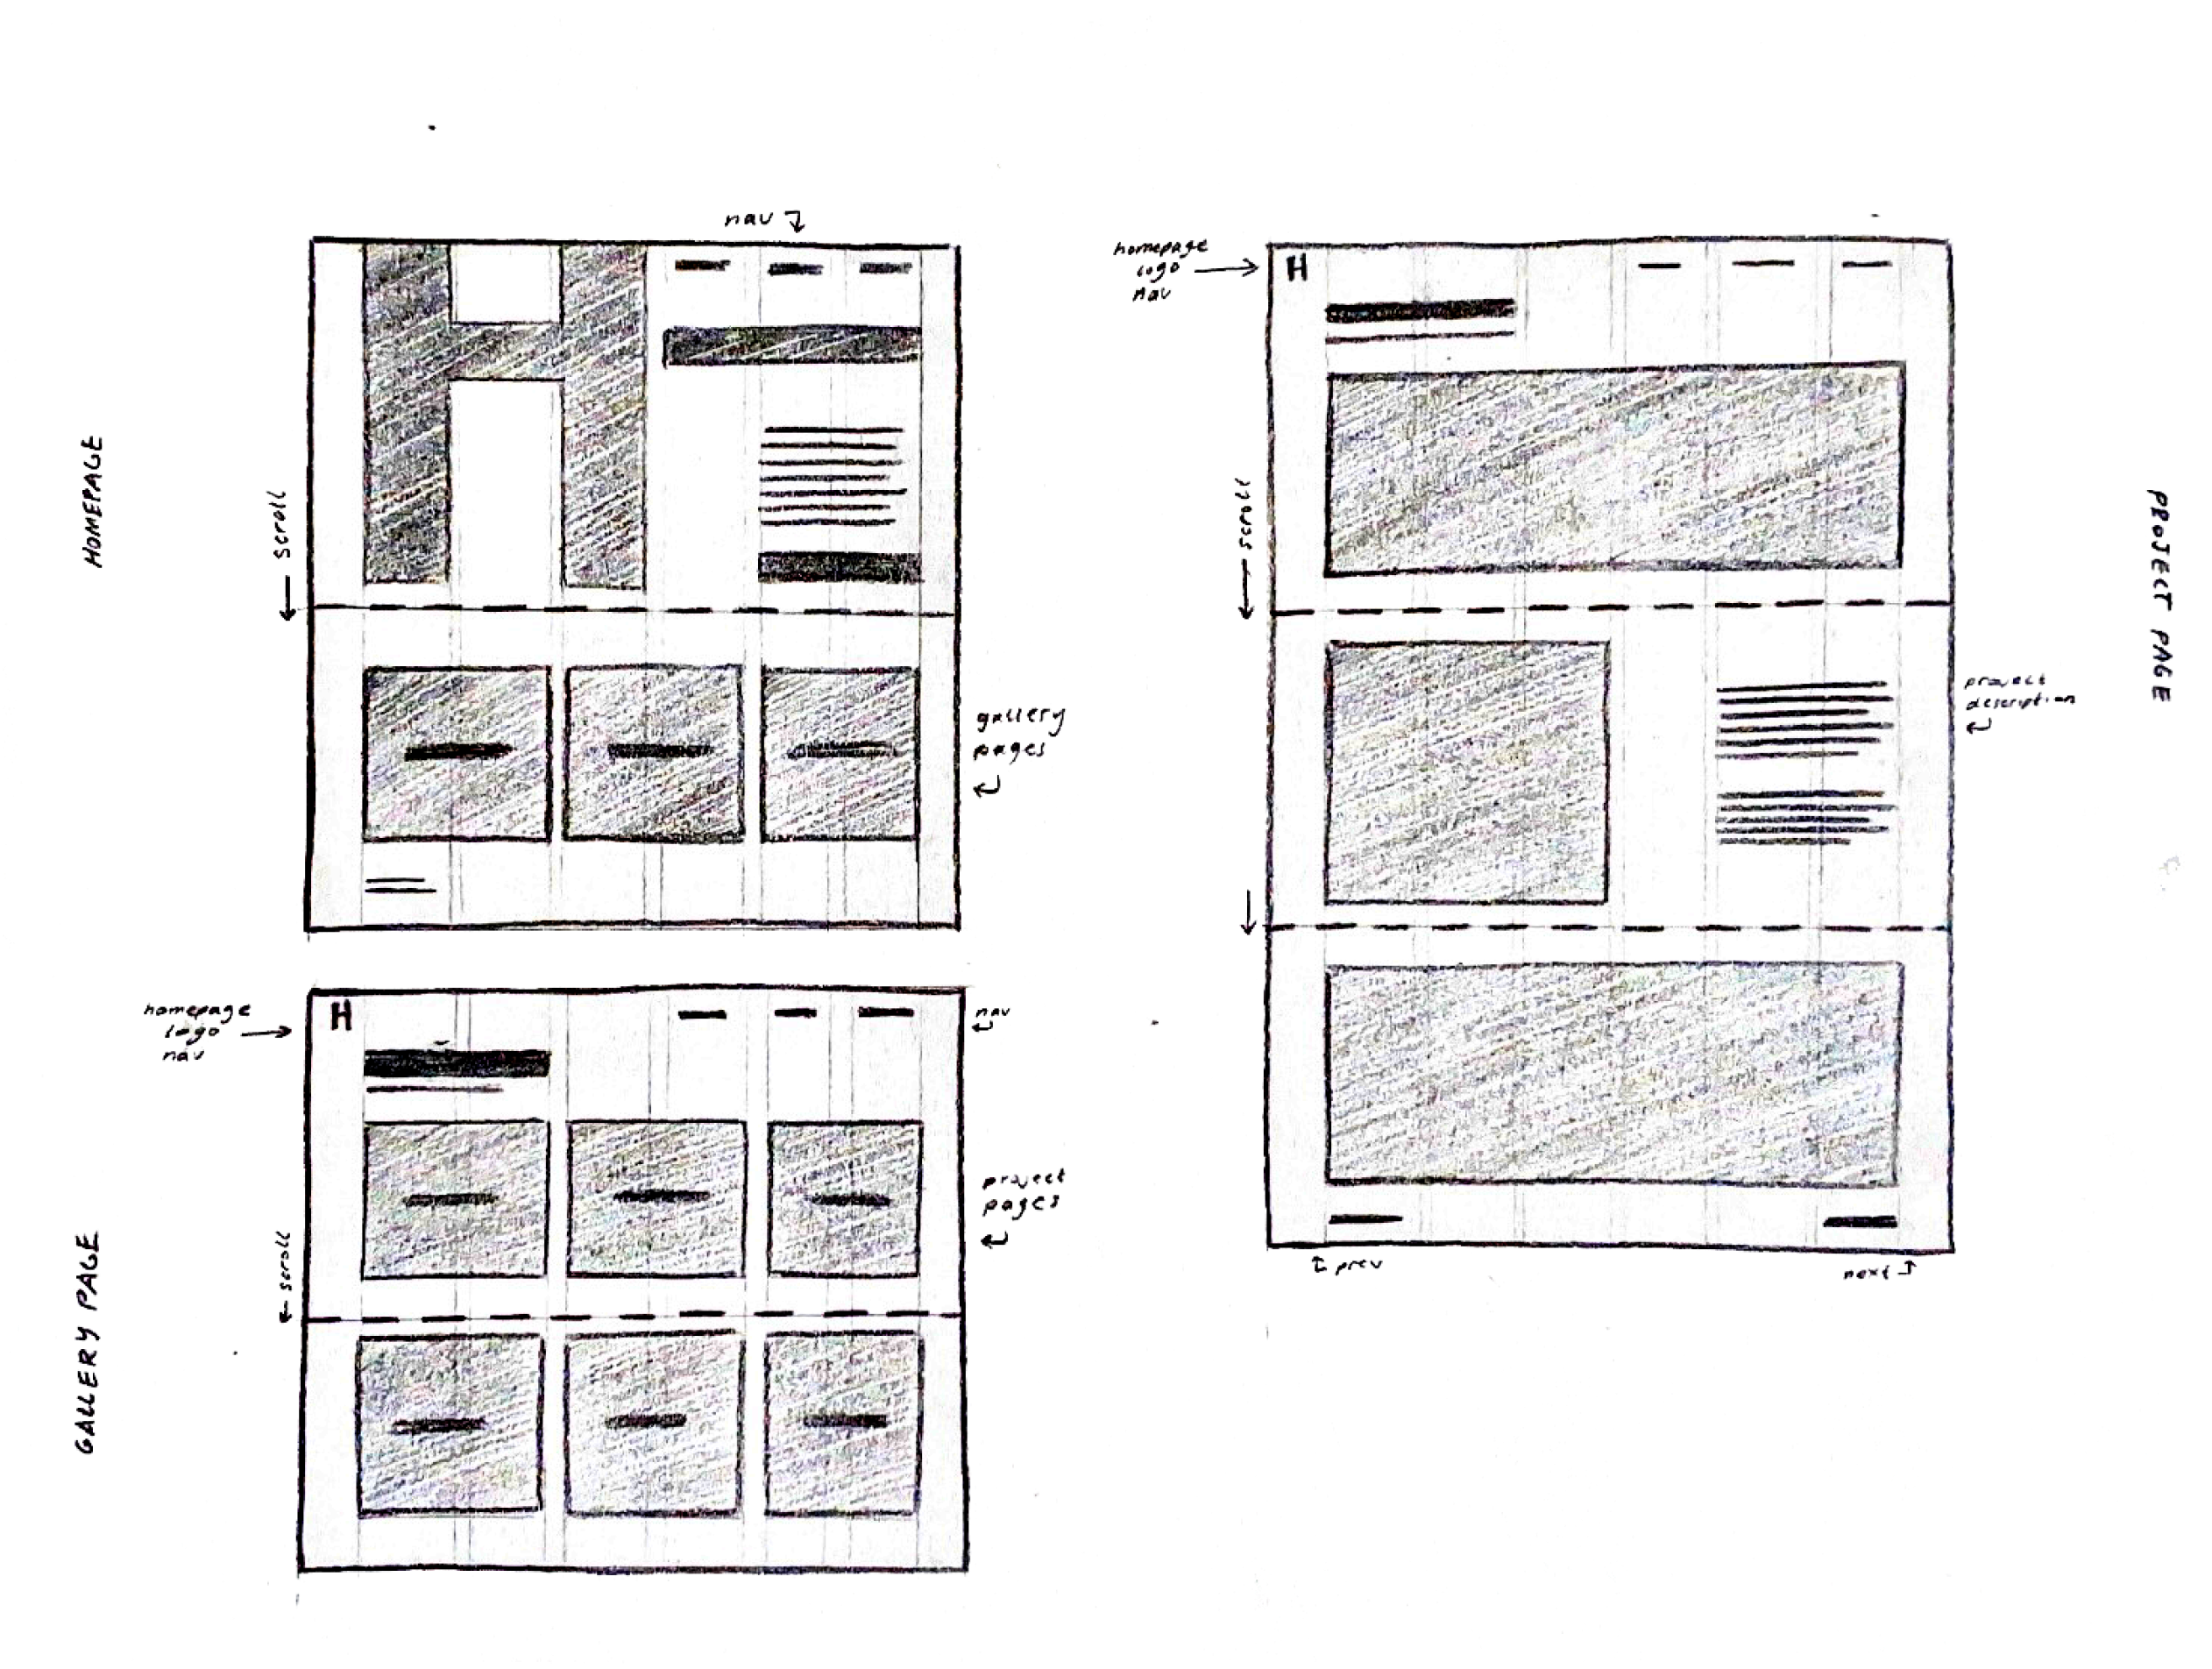 HOMEPAGE
nav
scroll
gallery
pages
GALLERY PAGE
homepage
logo
nav
H
nav
project
pages
scroll
homepage
logo
nav
H
scroll
PROJECT PAGE
project
description
prev
next